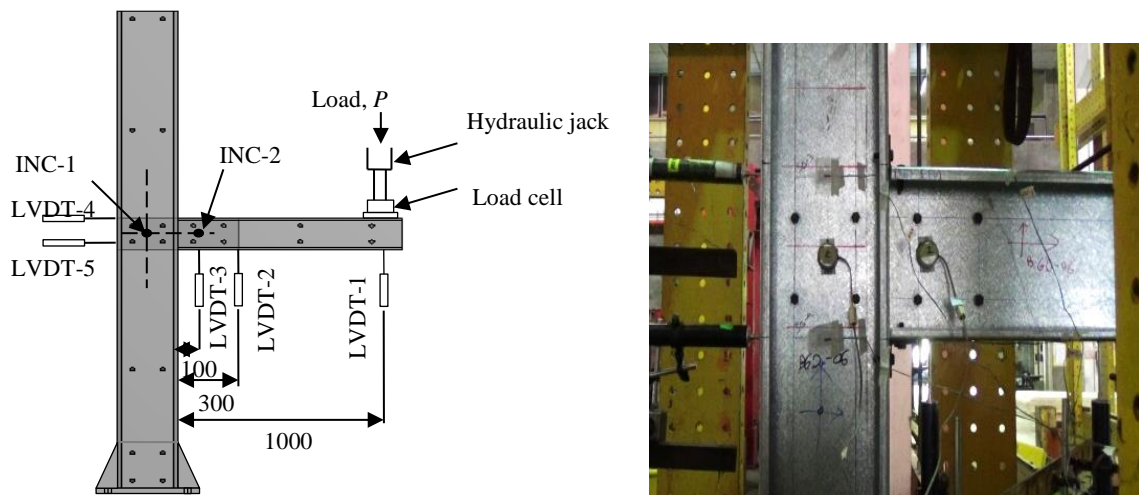 Load, P
Hydraulic jack
INC-1
INC-2
Load cell
LVDT-4
LVDT-5
LVDT-3
LVDT-2
LVDT-1
100
300
1000